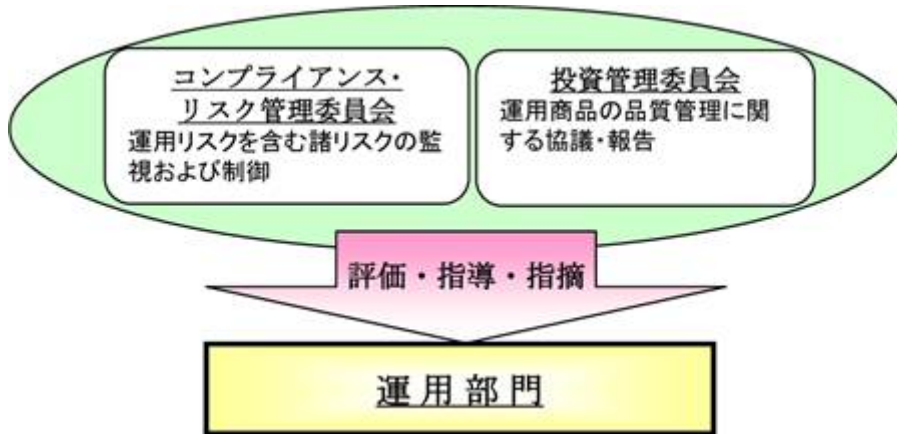 コンプライアンス・
リスク管理委員会
運用リスクを含む諸リスクの監
視および制御
投資管理委員会
運用商品の品質管理に関
する協議・報告
評価・指導・指摘
運用部門